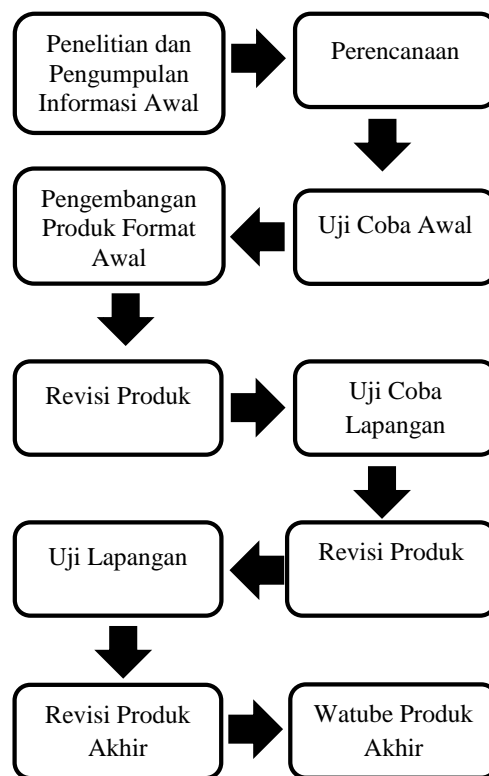 Penelitian dan
Pengumpulan
Informasi Awal
Perencanaan
Uji Coba Awal
Pengembangan
Produk Format
Awal
Revisi Produk
Uji Coba
Lapangan
Revisi Produk
Uji Lapangan
Revisi Produk
Akhir
Watube Produk
Akhir